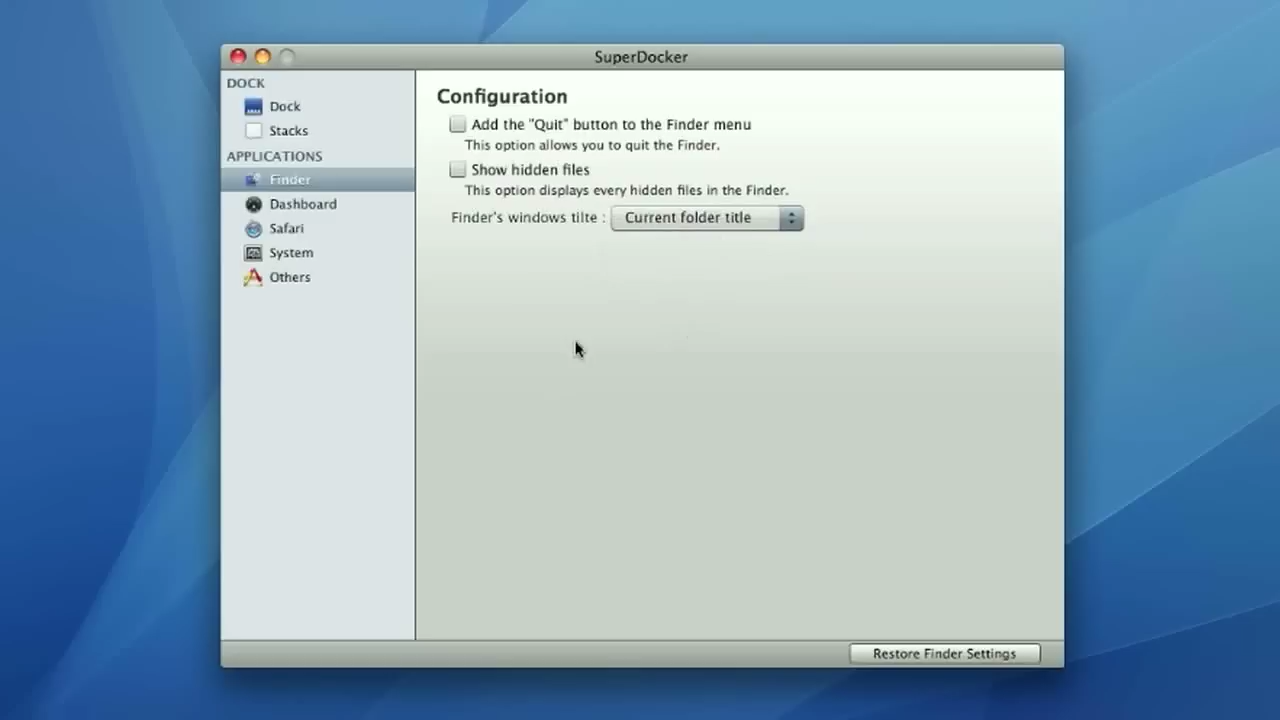 SuperDocker
DOCK
Dock
Stacks
APPLICATIONS
Finder
Dashboard
Safari
System
Others
Configuration
Add the "Quit" button to the Finder menu
This option allows you to quit the Finder.
Show hidden files
This option displays every hidden files in the Finder.
Finder's windows tilte : Current folder title
Restore Finder Settings